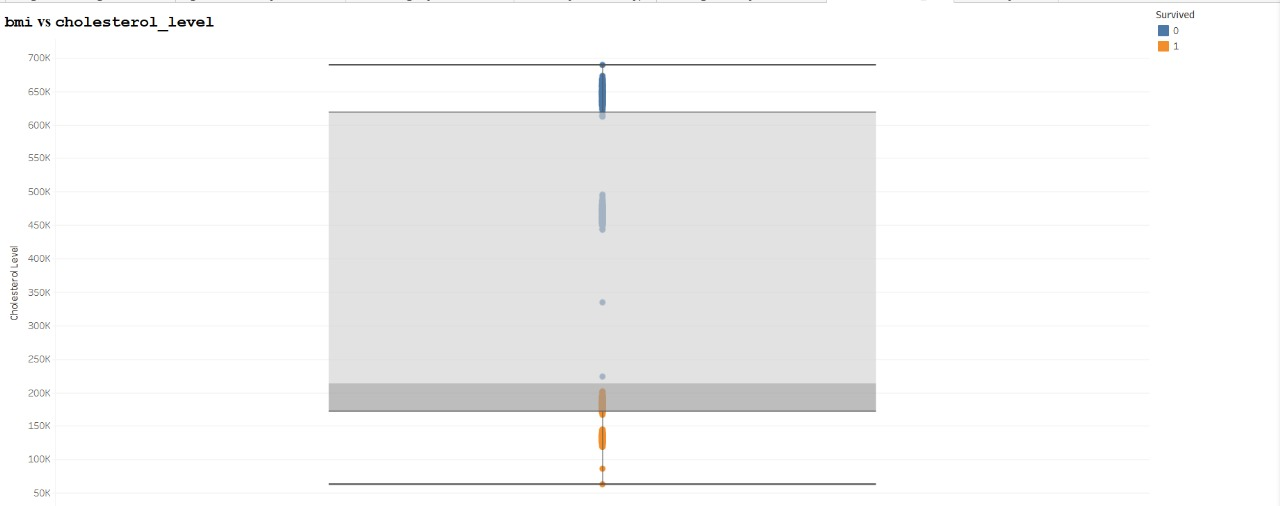 bmi vs cholesterol_level
Survived
0
1
700K
650K
600K
550K
500K
450K
400K
350K
300K
250K
200K
150K
100K
50K
Cholesterol Level